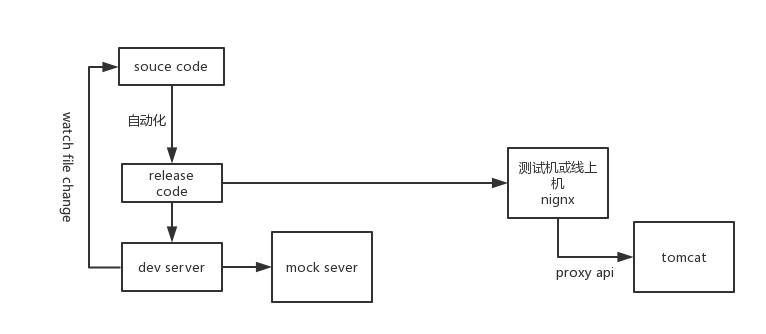 souce code
自动化
watch file change
release
code
测试机或线上
机
nignx
dev server
mock sever
tomcat
proxy api